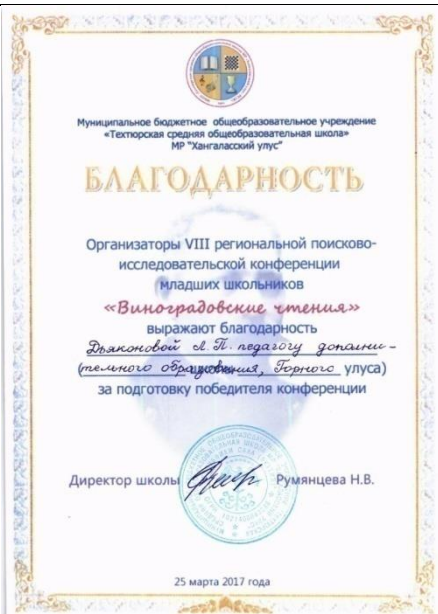 Муниципальное бюджетное общеобразовательное учреждение
«Техтюрская средняя общеобразовательная школа»
МР "Хангаласский улус"
БЛАГОДАРНОСТЬ
Организаторы VIII региональной поисково-
исследовательской конференции
младших школьников
«Виноградовские чтения»
выражают благодарность
Дьяконовой Л.П. педагогу дополни-
(тельного образования, Горного улуса)
за подготовку победителя конференции
Директор школы Румянцева Н.В.
25 марта 2017 года